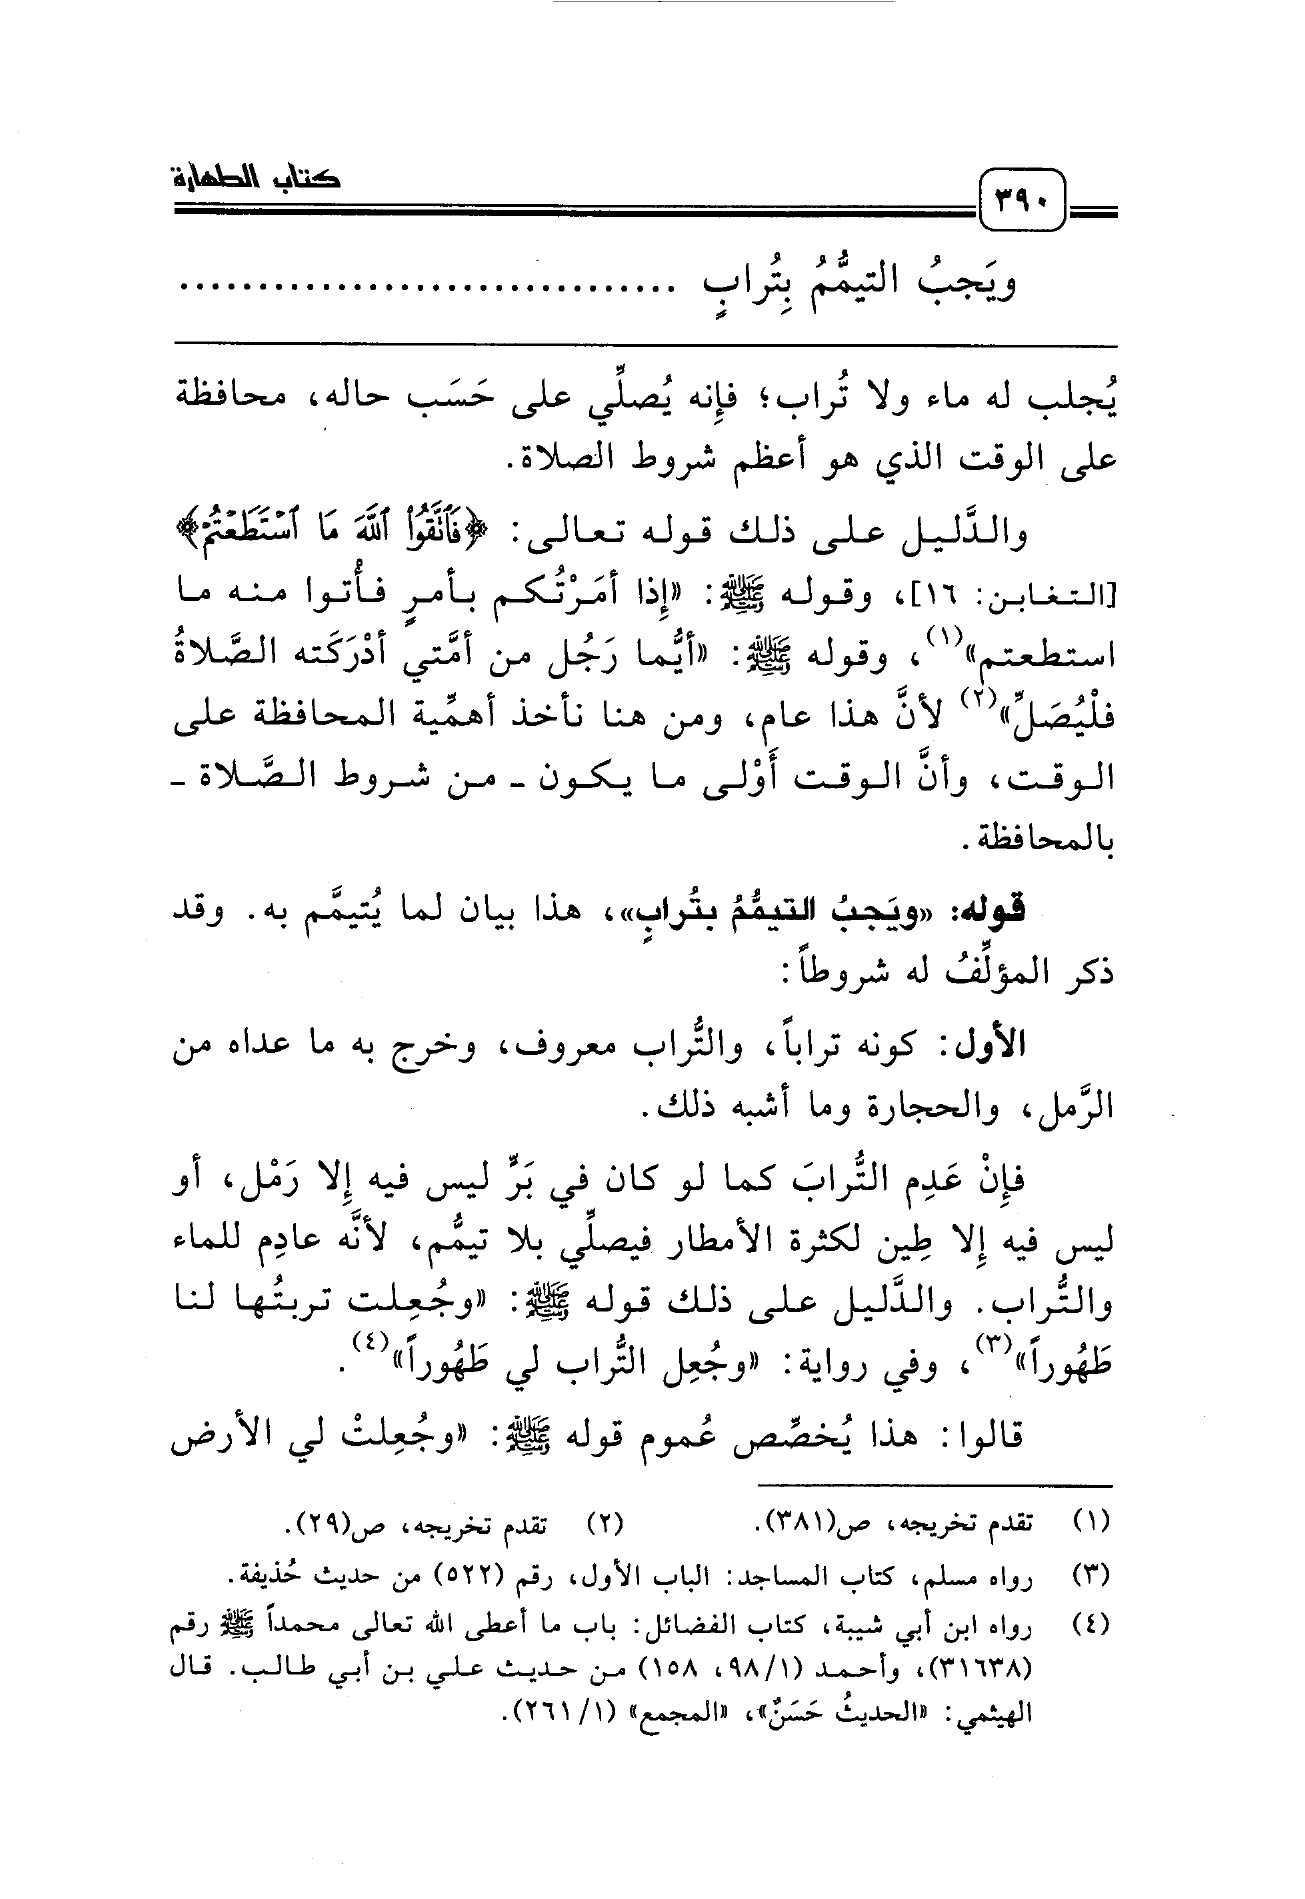 كتاب الطهارة
٣٩٠
ويَجبُ التيمُّمُ بِتُرابٍ ................................
يُجلب له ماء ولا تُراب؛ فإِنه يُصلِّي على حَسَب حاله، محافظة
على الوقت الذي هو أعظم شروط الصلاة.
والدَّليل على ذلك قوله تعالى: ﴿فَٱتَّقُوا۟ ٱللَّهَ مَا ٱسْتَطَعْتُمْ﴾
[التغابن: ١٦]، وقوله ﷺ: «إِذا أمَرْتُكم بأمرٍ فأْتوا منه ما
استطعتم»(١)، وقوله ﷺ: «أيُّما رَجُل من أمَّتي أدْرَكته الصَّلاةُ
فلْيُصَلِّ»(٢) لأنَّ هذا عام، ومن هنا نأخذ أهمِّية المحافظة على
الوقت، وأنَّ الوقت أَوْلى ما يكون ـ من شروط الصَّلاة ـ
بالمحافظة.
قوله: «ويَجبُ التيمُّمُ بتُرابٍ»، هذا بيان لما يُتيمَّم به. وقد
ذكر المؤلِّفُ له شروطاً:
الأول: كونه تراباً، والتُّراب معروف، وخرج به ما عداه من
الرَّمل، والحجارة وما أشبه ذلك.
فإِنْ عَدِم التُّرابَ كما لو كان في بَرٍّ ليس فيه إِلا رَمْل، أو
ليس فيه إِلا طِين لكثرة الأمطار فيصلِّي بلا تيمُّم، لأنَّه عادِم للماء
والتُّراب. والدَّليل على ذلك قوله ﷺ: «وجُعِلت تربتُها لنا
طَهُوراً»(٣)، وفي رواية: «وجُعِل التُّراب لي طَهُوراً»(٤).
قالوا: هذا يُخصِّص عُموم قوله ﷺ: «وجُعِلتْ لي الأرض
(١) تقدم تخريجه، ص(٣٨١). (٢) تقدم تخريجه، ص(٢٩).
(٣) رواه مسلم، كتاب المساجد: الباب الأول، رقم (٥٢٢) من حديث حُذيفة.
(٤) رواه ابن أبي شيبة، كتاب الفضائل: باب ما أعطى الله تعالى محمداً ﷺ رقم
(٣١٦٣٨)، وأحمد (٩٨/١، ١٥٨) من حديث علي بن أبي طالب. قال
الهيثمي: «الحديثُ حَسَنٌ»، «المجمع» (٢٦١/١).